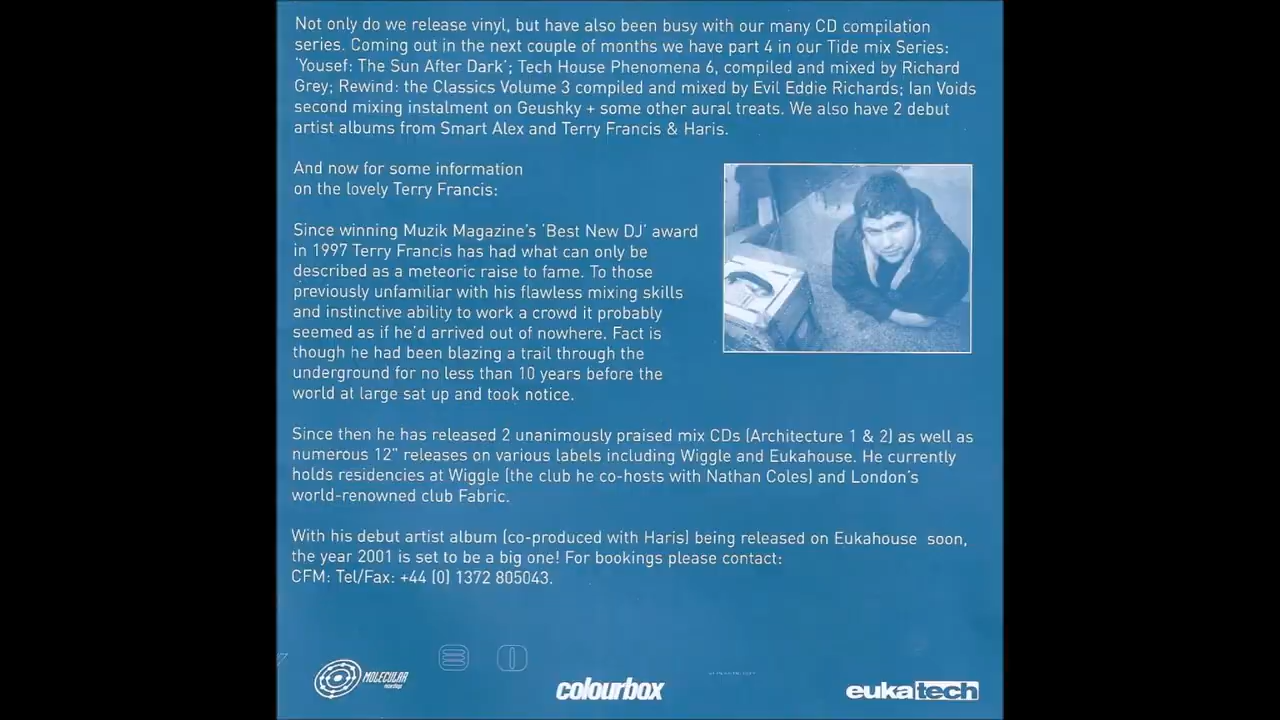 Not only do we release vinyl, but have also been busy with our many CD compilation
series. Coming out in the next couple of months we have part 4 in our Tide mix Series:
'Yousef: The Sun After Dark'; Tech House Phenomena 6, compiled and mixed by Richard
Grey; Rewind: the Classics Volume 3 compiled and mixed by Evil Eddie Richards; Ian Voids
second mixing instalment on Geushky + some other aural treats. We also have 2 debut
artist albums from Smart Alex and Terry Francis & Haris.
And now for some information
on the lovely Terry Francis:
Since winning Muzik Magazine's 'Best New DJ' award
in 1997 Terry Francis has had what can only be
described as a meteoric raise to fame. To those
previously unfamiliar with his flawless mixing skills
and instinctive ability to work a crowd it probably
seemed as if he'd arrived out of nowhere. Fact is
though he had been blazing a trail through the
underground for no less than 10 years before the
world at large sat up and took notice.
Since then he has released 2 unanimously praised mix CDs (Architecture 1 & 2) as well as
numerous 12" releases on various labels including Wiggle and Eukahouse. He currently
holds residencies at Wiggle (the club he co-hosts with Nathan Coles) and London's
world-renowned club Fabric.
With his debut artist album (co-produced with Haris) being released on Eukahouse soon,
the year 2001 is set to be a big one! For bookings please contact:
CFM: Tel/Fax: +44 (0) 1372 805043.
MOLECULAR
recordings
colourbox
eukatech